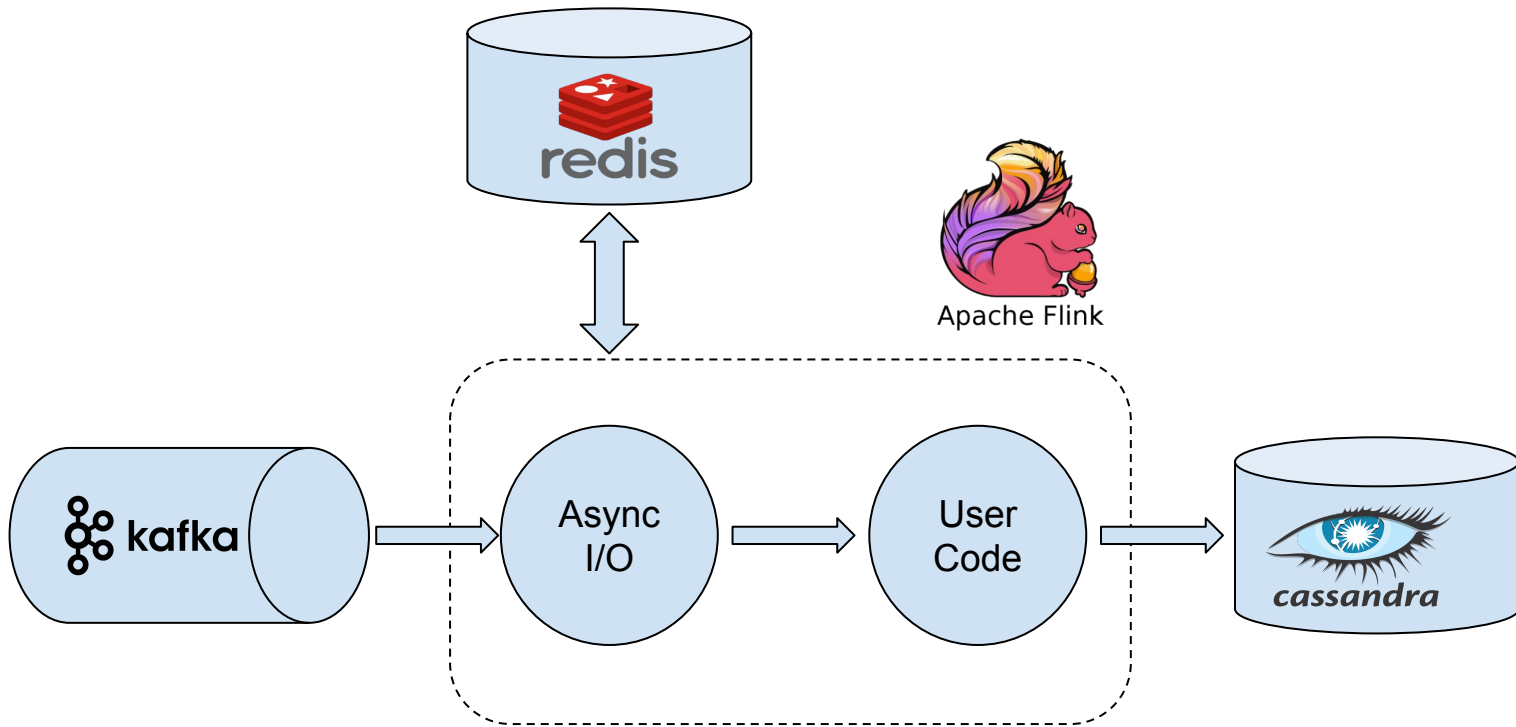 redis
Apache Flink
kafka
Async
I/O
User
Code
cassandra